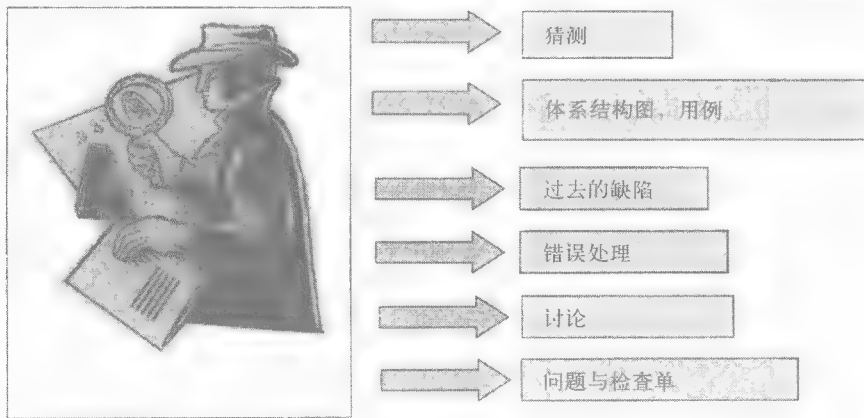 猜测
体系结构图，用例
过去的缺陷
错误处理
讨论
问题与检查单